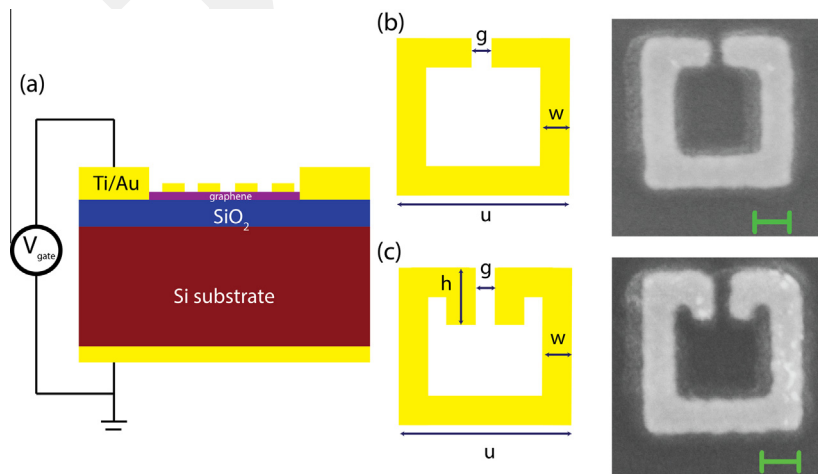 (a)
Ti/Au
graphene
SiO₂
Si substrate
V gate
(b)
g
w
u
(c)
h
g
w
u